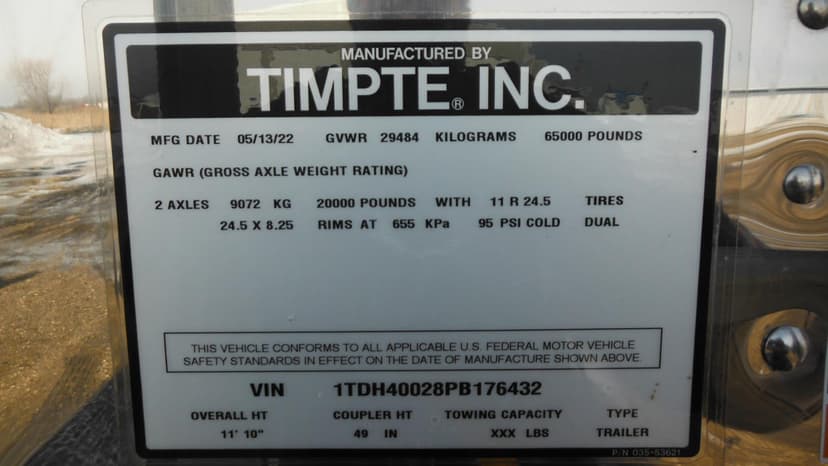 MANUFACTURED BY
TIMPTE® INC.
MFG DATE 05/13/22 GVWR 29484 KILOGRAMS 65000 POUNDS
GAWR (GROSS AXLE WEIGHT RATING)
2 AXLES 9072 KG 20000 POUNDS WITH 11 R 24.5 TIRES
24.5 X 8.25 RIMS AT 655 KPa 95 PSI COLD DUAL
THIS VEHICLE CONFORMS TO ALL APPLICABLE U.S. FEDERAL MOTOR VEHICLE
SAFETY STANDARDS IN EFFECT ON THE DATE OF MANUFACTURE SHOWN ABOVE.
VIN 1TDH40028PB176432
OVERALL HT COUPLER HT TOWING CAPACITY TYPE
11' 10" 49 IN XXX LBS TRAILER
P/N 035-53621